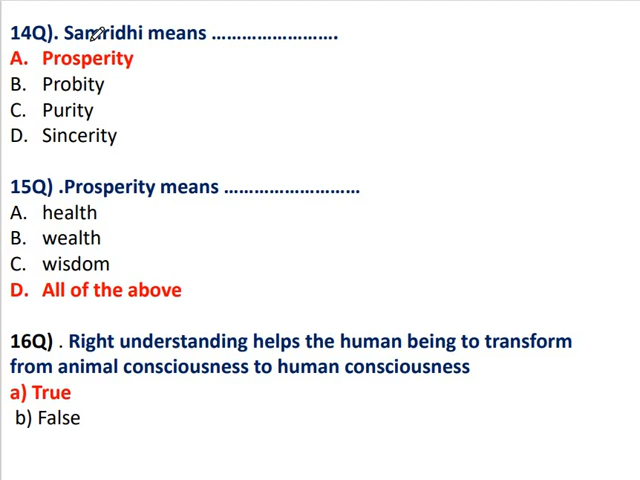 14Q). Samridhi means …………………….
A. Prosperity
B. Probity
C. Purity
D. Sincerity
15Q) .Prosperity means ………………………
A. health
B. wealth
C. wisdom
D. All of the above
16Q) . Right understanding helps the human being to transform
from animal consciousness to human consciousness
a) True
b) False